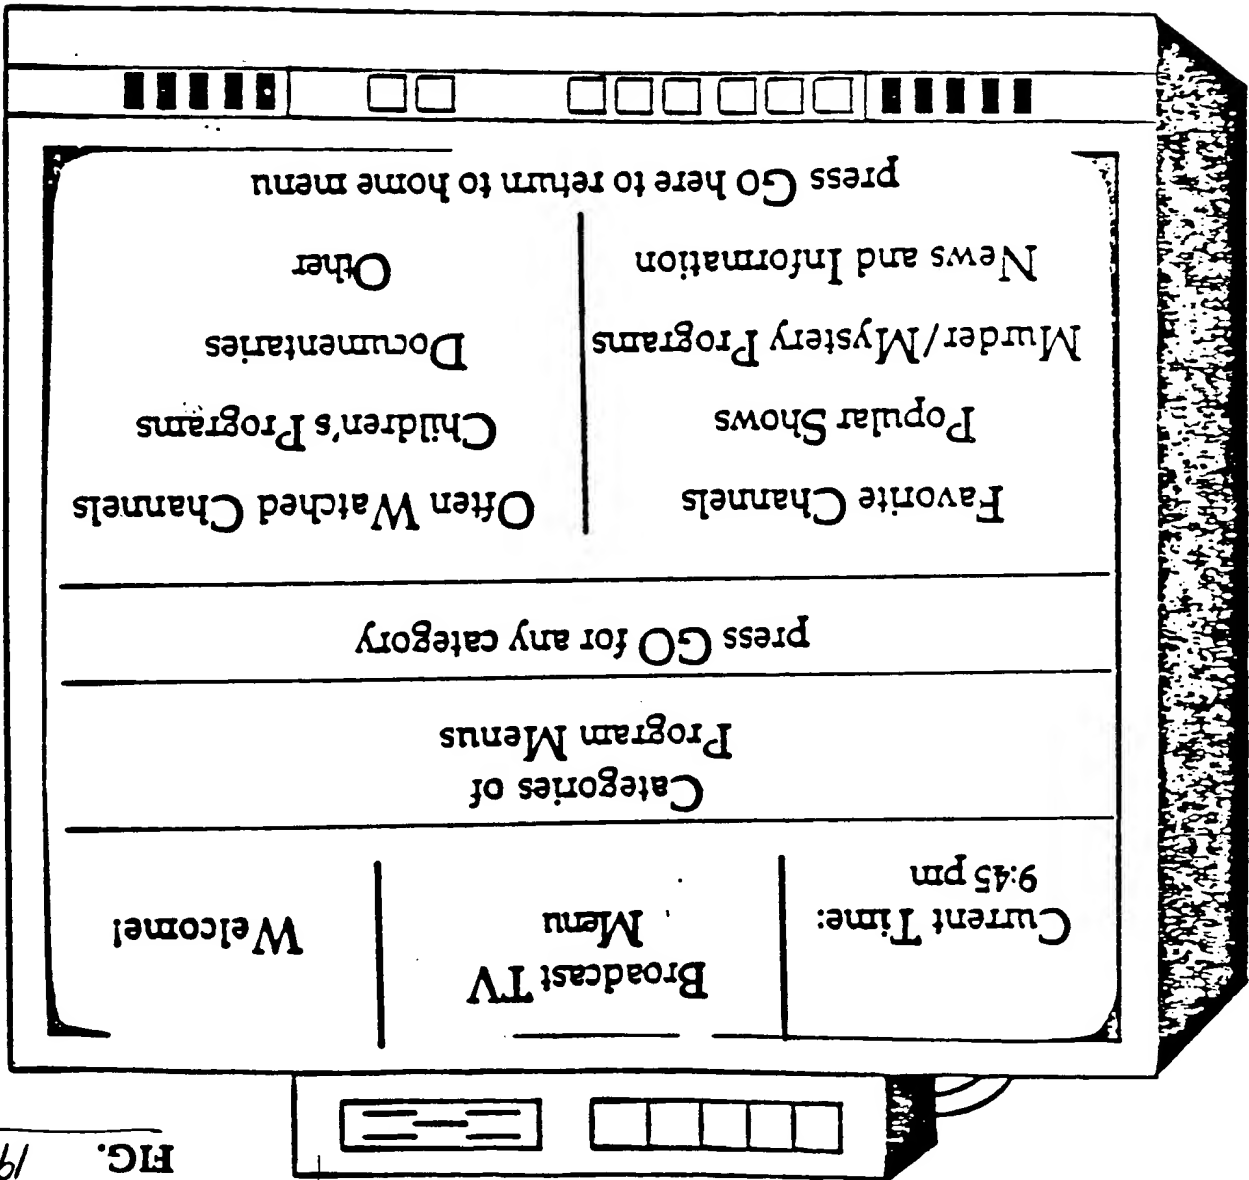 FIG.
Current Time:
9:45 pm
Broadcast TV
Menu
Welcome!
Categories of
Program Menus
press GO for any category
Favorite Channels
Popular Shows
Murder/Mystery Programs
News and Information
Often Watched Channels
Children's Programs
Documentaries
Other
press Go here to return to home menu